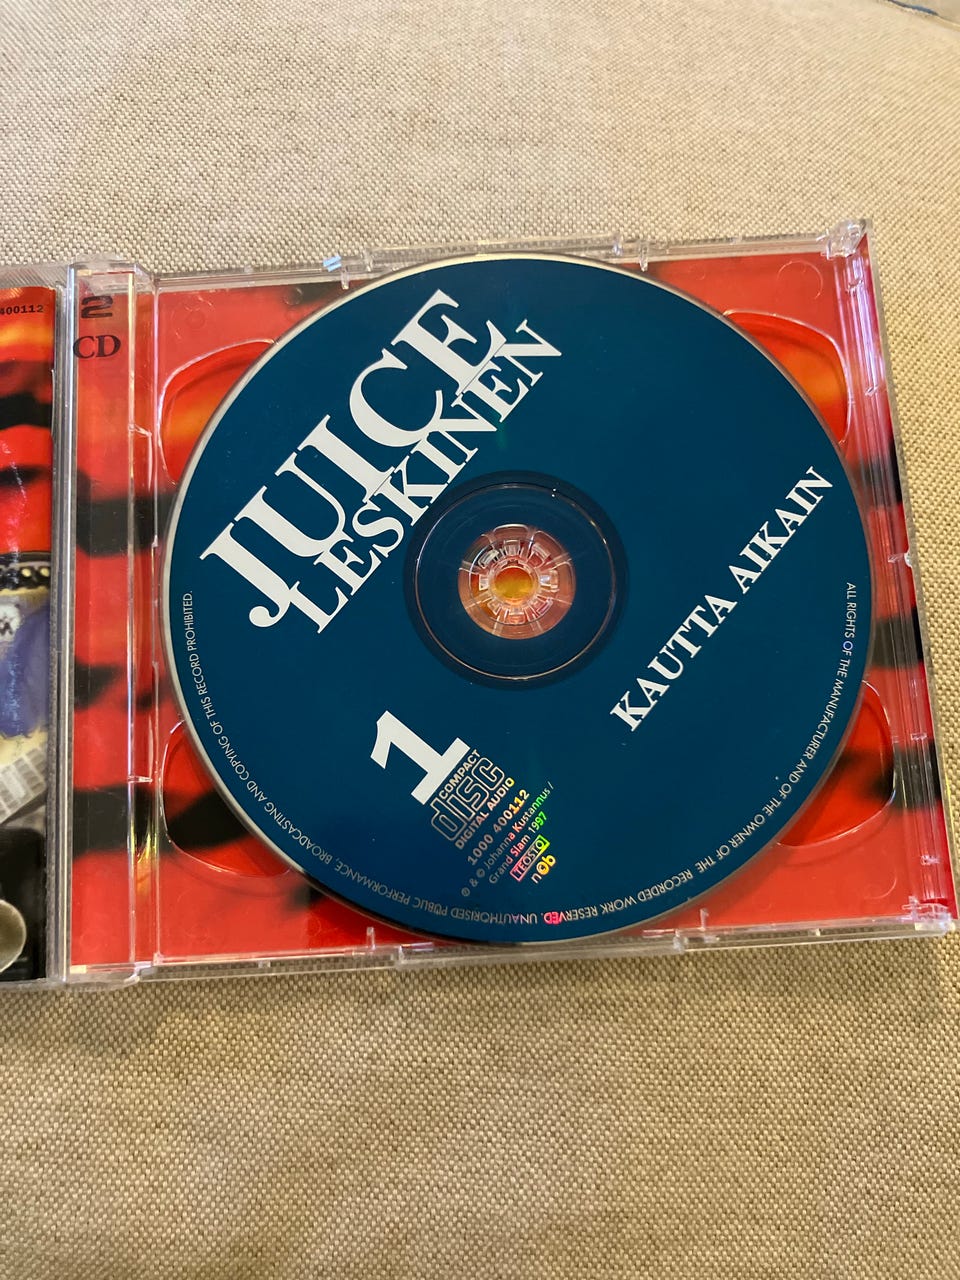 400112
2
CD
JUICE
LESKINEN
KAUTTA AIKAIN
1
COMPACT
disc
DIGITAL AUDIO
1000 400112
℗ & © Johanna Kustannus /
Grand Slam 1997
TEOSTO
ncb
ALL RIGHTS OF THE MANUFACTURER AND OF THE OWNER OF THE RECORDED WORK RESERVED. UNAUTHORISED PUBLIC PERFORMANCE, BROADCASTING AND COPYING OF THIS RECORD PROHIBITED.